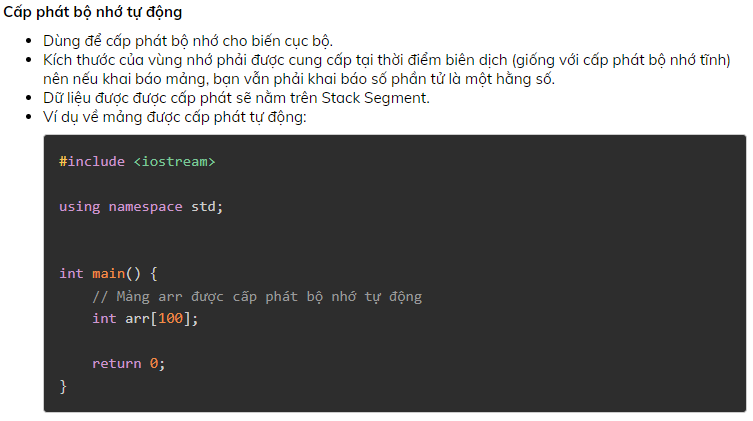 Cấp phát bộ nhớ tự động
Dùng để cấp phát bộ nhớ cho biến cục bộ.
Kích thước của vùng nhớ phải được cung cấp tại thời điểm biên dịch (giống với cấp phát bộ nhớ tĩnh)
nên nếu khai báo mảng, bạn vẫn phải khai báo số phần tử là một hằng số.
Dữ liệu được được cấp phát sẽ nằm trên Stack Segment.
Ví dụ về mảng được cấp phát tự động:
#include <iostream>
using namespace std;
int main() {
// Mảng arr được cấp phát bộ nhớ tự động
int arr[100];
return 0;
}